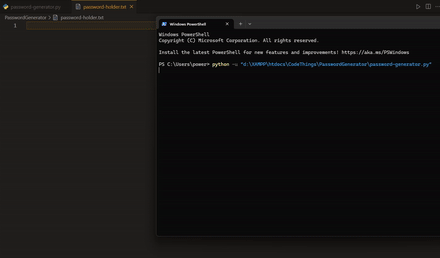 password-generator.py
password-holder.txt
PasswordGenerator > password-holder.txt
1
Windows PowerShell
Windows PowerShell
Copyright (C) Microsoft Corporation. All rights reserved.
Install the latest PowerShell for new features and improvements! https://aka.ms/PSWindows
PS C:\Users\power> python -u "d:\XAMPP\htdocs\CodeThings\PasswordGenerator\password-generator.py"